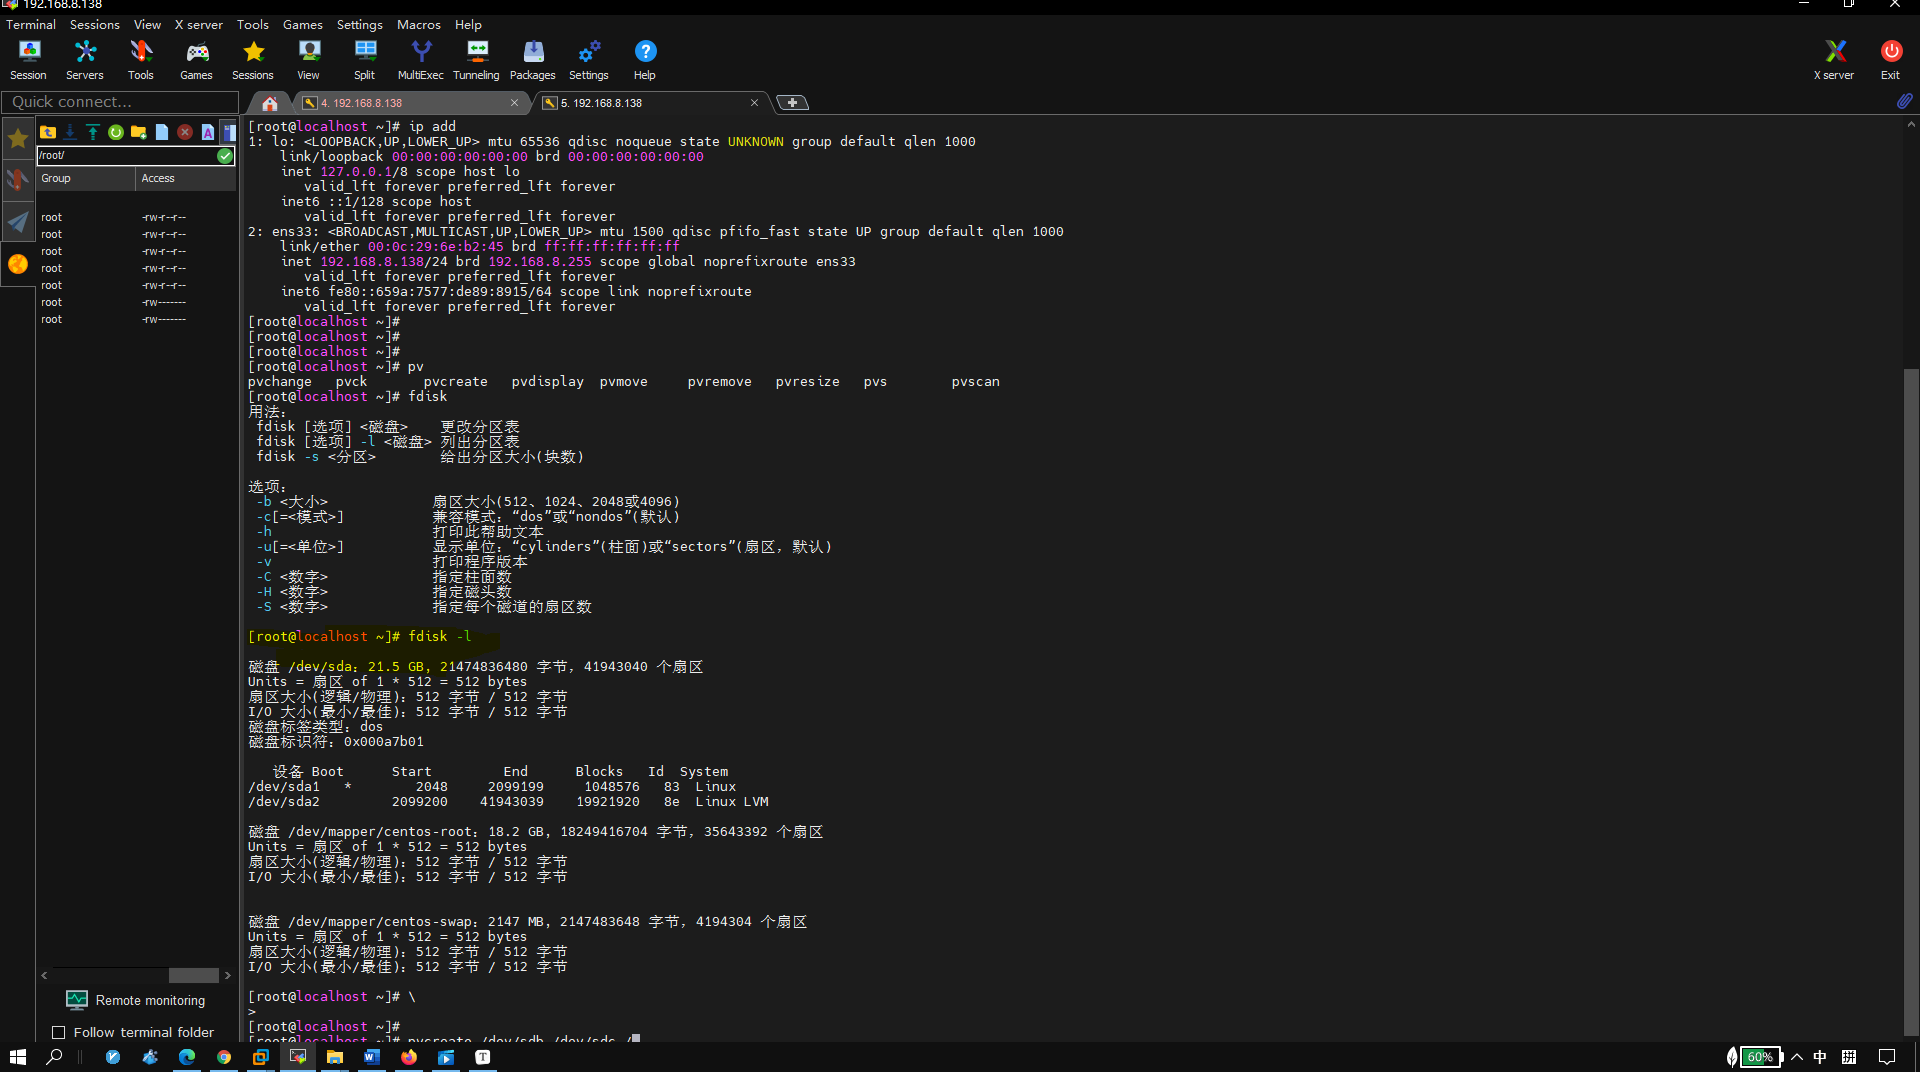 192.168.8.138
Terminal Sessions View X server Tools Games Settings Macros Help
Session Servers Tools Games Sessions View Split MultiExec Tunneling Packages Settings Help X server Exit
Quick connect...
4. 192.168.8.138
5. 192.168.8.138
/root/
Group Access
root -rw-r--r--
root -rw-r--r--
root -rw-r--r--
root -rw-r--r--
root -rw-r--r--
root -rw-------
root -rw-------
Remote monitoring
Follow terminal folder
[root@localhost ~]# ip add
1: lo: <LOOPBACK,UP,LOWER_UP> mtu 65536 qdisc noqueue state UNKNOWN group default qlen 1000
link/loopback 00:00:00:00:00:00 brd 00:00:00:00:00:00
inet 127.0.0.1/8 scope host lo
valid_lft forever preferred_lft forever
inet6 ::1/128 scope host
valid_lft forever preferred_lft forever
2: ens33: <BROADCAST,MULTICAST,UP,LOWER_UP> mtu 1500 qdisc pfifo_fast state UP group default qlen 1000
link/ether 00:0c:29:6e:b2:45 brd ff:ff:ff:ff:ff:ff
inet 192.168.8.138/24 brd 192.168.8.255 scope global noprefixroute ens33
valid_lft forever preferred_lft forever
inet6 fe80::659a:7577:de89:8915/64 scope link noprefixroute
valid_lft forever preferred_lft forever
[root@localhost ~]#
[root@localhost ~]#
[root@localhost ~]#
[root@localhost ~]# pv
pvchange pvck pvcreate pvdisplay pvmove pvremove pvresize pvs pvscan
[root@localhost ~]# fdisk
用法：
fdisk [选项] <磁盘> 更改分区表
fdisk [选项] -l <磁盘> 列出分区表
fdisk -s <分区> 给出分区大小(块数)
选项：
-b <大小> 扇区大小(512、1024、2048或4096)
-c[=<模式>] 兼容模式：“dos”或“nondos”(默认)
-h 打印此帮助文本
-u[=<单位>] 显示单位：“cylinders”(柱面)或“sectors”(扇区，默认)
-v 打印程序版本
-C <数字> 指定柱面数
-H <数字> 指定磁头数
-S <数字> 指定每个磁道的扇区数
[root@localhost ~]# fdisk -l
磁盘 /dev/sda：21.5 GB, 21474836480 字节，41943040 个扇区
Units = 扇区 of 1 * 512 = 512 bytes
扇区大小(逻辑/物理)：512 字节 / 512 字节
I/O 大小(最小/最佳)：512 字节 / 512 字节
磁盘标签类型：dos
磁盘标识符：0x000a7b01
设备 Boot Start End Blocks Id System
/dev/sda1 * 2048 2099199 1048576 83 Linux
/dev/sda2 2099200 41943039 19921920 8e Linux LVM
磁盘 /dev/mapper/centos-root：18.2 GB, 18249416704 字节，35643392 个扇区
Units = 扇区 of 1 * 512 = 512 bytes
扇区大小(逻辑/物理)：512 字节 / 512 字节
I/O 大小(最小/最佳)：512 字节 / 512 字节
磁盘 /dev/mapper/centos-swap：2147 MB, 2147483648 字节，4194304 个扇区
Units = 扇区 of 1 * 512 = 512 bytes
扇区大小(逻辑/物理)：512 字节 / 512 字节
I/O 大小(最小/最佳)：512 字节 / 512 字节
[root@localhost ~]# \
>
[root@localhost ~]#
[root@localhost ~]# pvcreate /dev/sdb /dev/sdc /
60% 中 拼